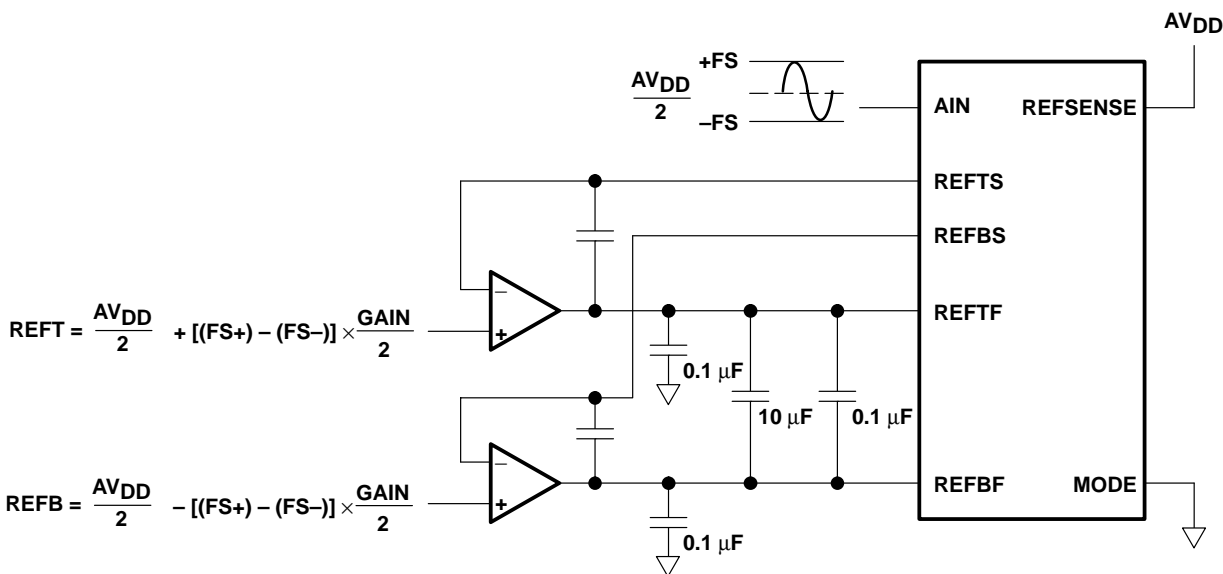 AVDD
+FS
AVDD
2
–FS
AIN
REFSENSE
REFTS
REFBS
–
+
REFT = AVDD/2 + [(FS+) – (FS–)] × GAIN/2
REFTF
0.1 μF
10 μF
0.1 μF
–
+
REFB = AVDD/2 – [(FS+) – (FS–)] × GAIN/2
REFBF
MODE
0.1 μF